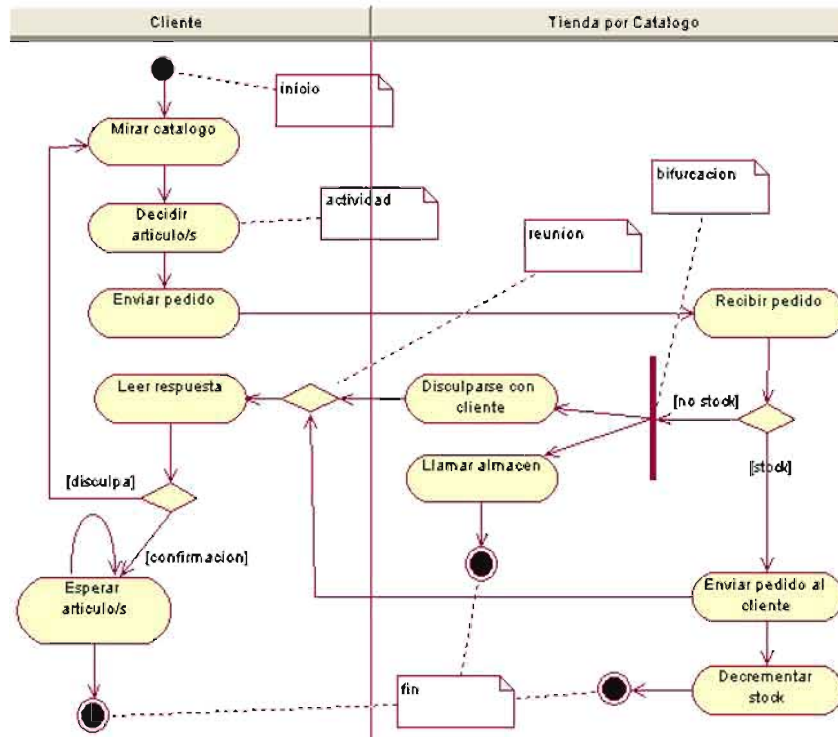 Cliente
Tienda por Catalogo
inicio
Mirar catalogo
bifurcacion
actividad
Decidir
articulo/s
reunion
Enviar pedido
Recibir pedido
Leer respuesta
Disculparse con
cliente
[no stock]
Llamar almacen
[stock]
[disculpa]
[confirmacion]
Esperar
articulo/s
Enviar pedido al
cliente
fin
Decrementar
stock